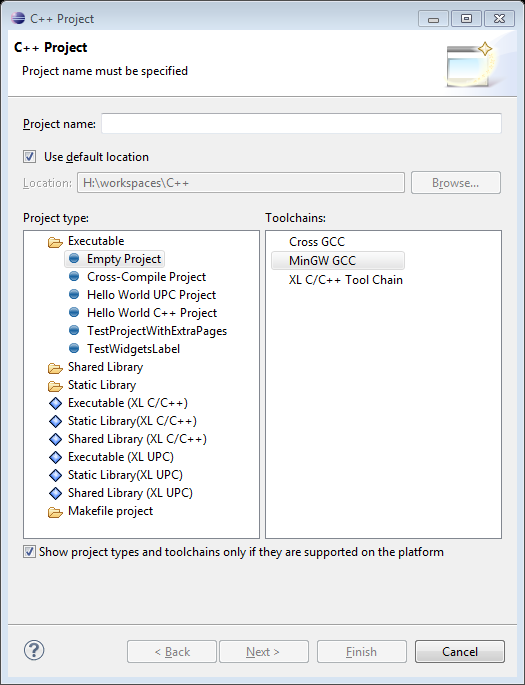 C++ Project
C++ Project
Project name must be specified
Project name:
Use default location
Location: H:\workspaces\C++ Browse...
Project type: Toolchains:
Executable
Empty Project
Cross-Compile Project
Hello World UPC Project
Hello World C++ Project
TestProjectWithExtraPages
TestWidgetsLabel
Shared Library
Static Library
Executable (XL C/C++)
Static Library(XL C/C++)
Shared Library (XL C/C++)
Executable (XL UPC)
Static Library(XL UPC)
Shared Library (XL UPC)
Makefile project
Cross GCC
MinGW GCC
XL C/C++ Tool Chain
Show project types and toolchains only if they are supported on the platform
? < Back Next > Finish Cancel